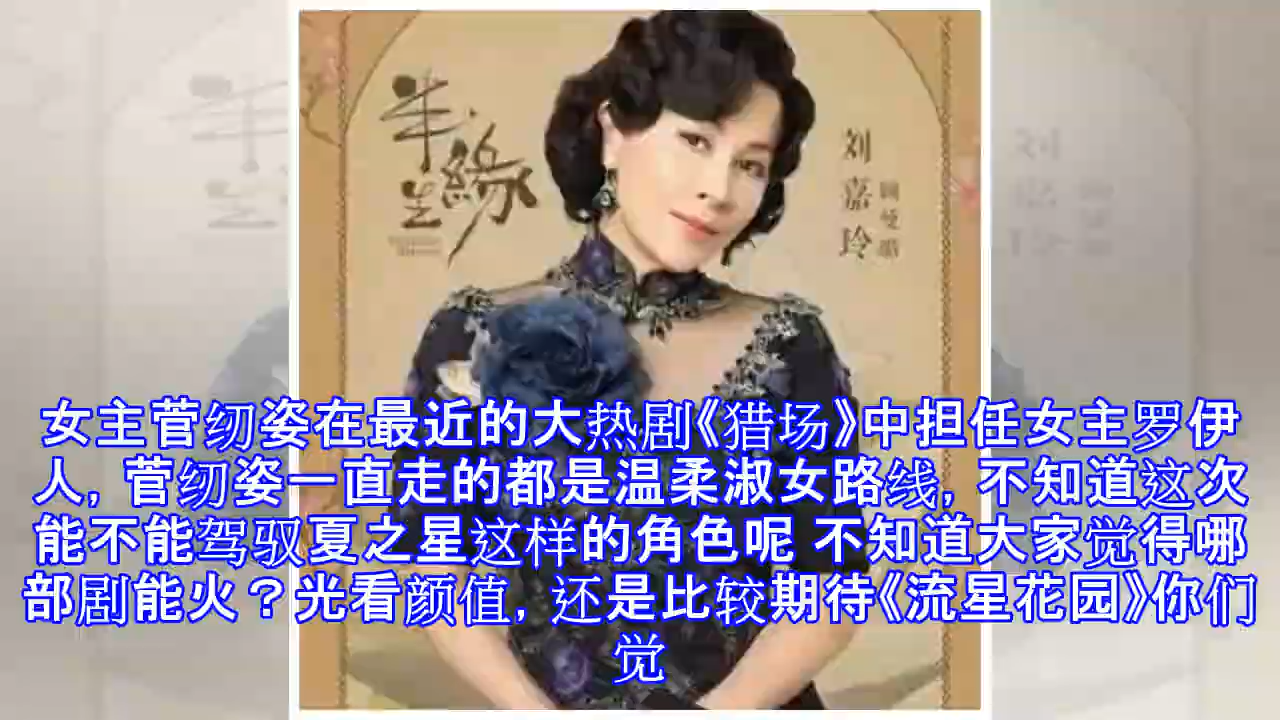 半生緣
刘嘉玲
女主菅纫姿在最近的大热剧《猎场》中担任女主罗伊
人, 菅纫姿一直走的都是温柔淑女路线, 不知道这次
能不能驾驭夏之星这样的角色呢 不知道大家觉得哪
部剧能火？光看颜值, 还是比较期待《流星花园》你们
觉